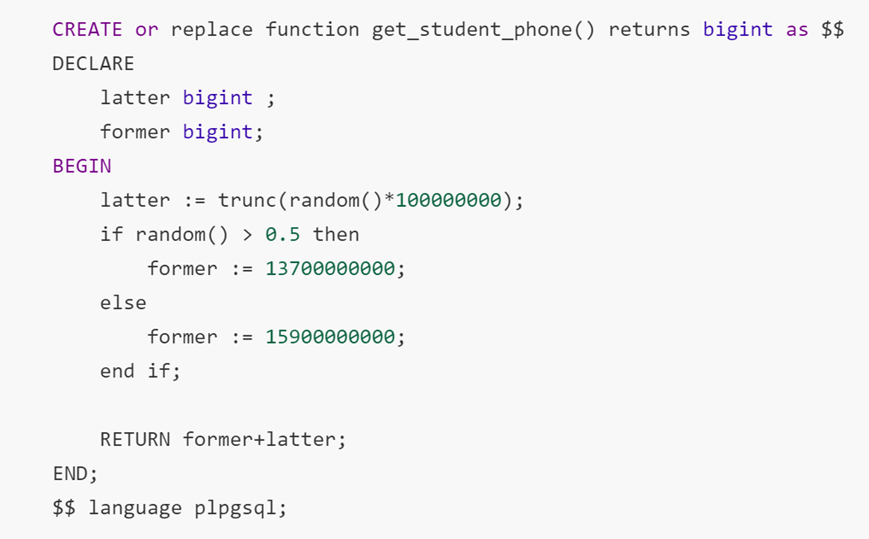 CREATE or replace function get_student_phone() returns bigint as $$
DECLARE
    latter bigint ;
    former bigint;
BEGIN
    latter := trunc(random()*100000000);
    if random() > 0.5 then
        former := 13700000000;
    else
        former := 15900000000;
    end if;

    RETURN former+latter;
END;
$$ language plpgsql;